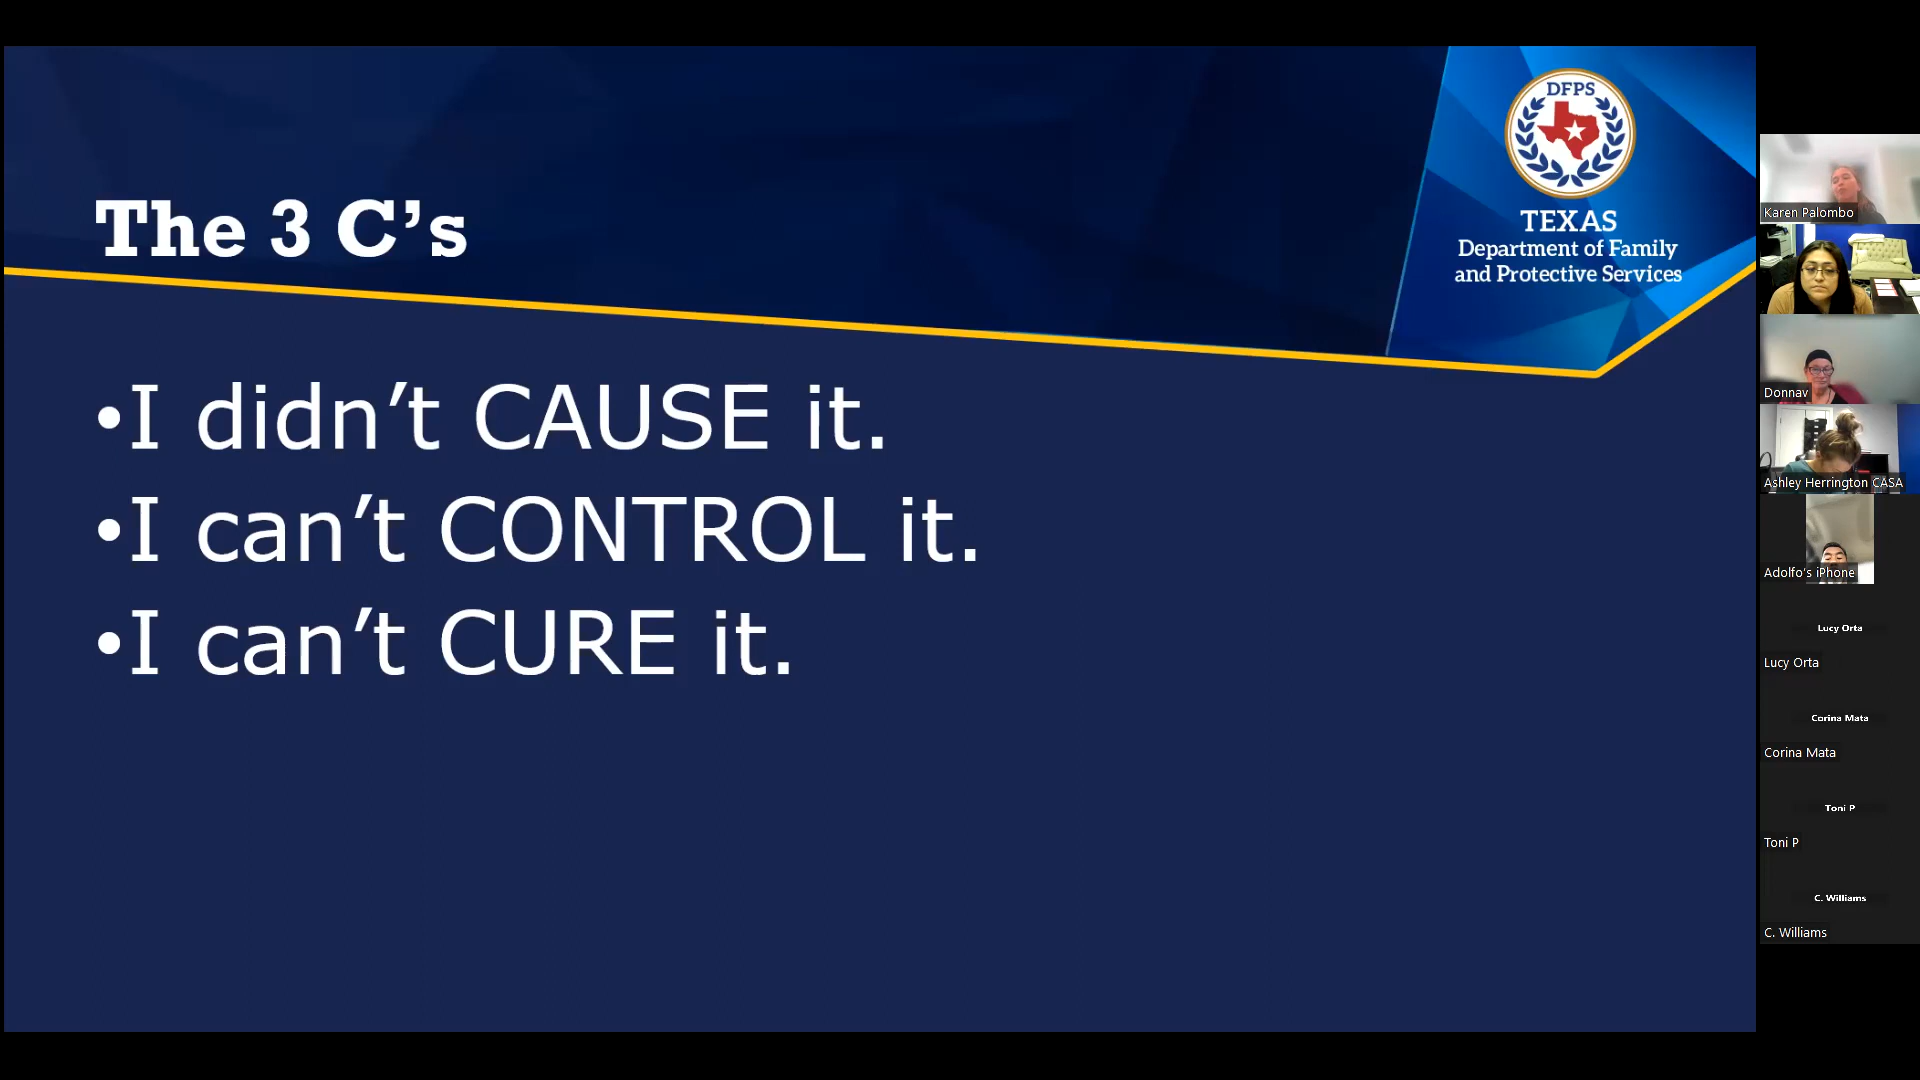 DFPS
TEXAS
Department of Family
and Protective Services
The 3 C’s
•I didn’t CAUSE it.
•I can’t CONTROL it.
•I can’t CURE it.
Karen Palombo
Donnav
Ashley Herrington CASA
Adolfo's iPhone
Lucy Orta
Lucy Orta
Corina Mata
Corina Mata
Toni P
Toni P
C. Williams
C. Williams